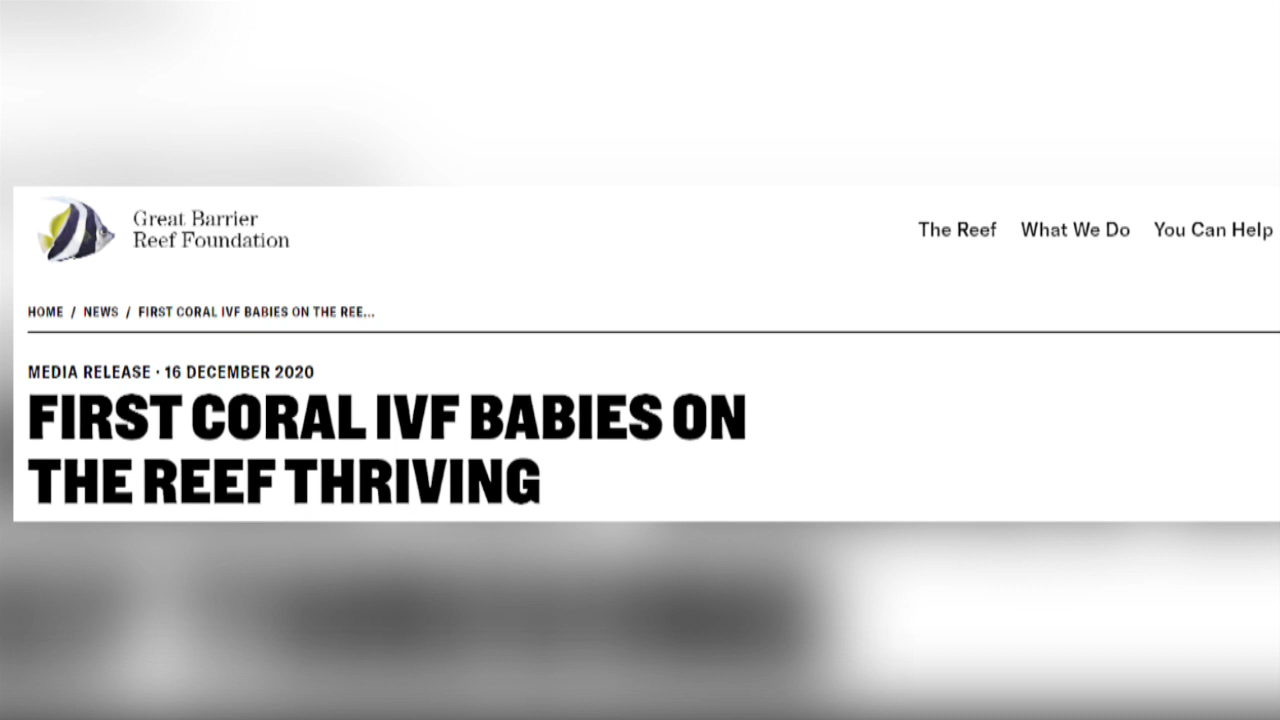 Great Barrier
Reef Foundation
The Reef What We Do You Can Help
HOME / NEWS / FIRST CORAL IVF BABIES ON THE REE...
MEDIA RELEASE · 16 DECEMBER 2020
FIRST CORAL IVF BABIES ON
THE REEF THRIVING